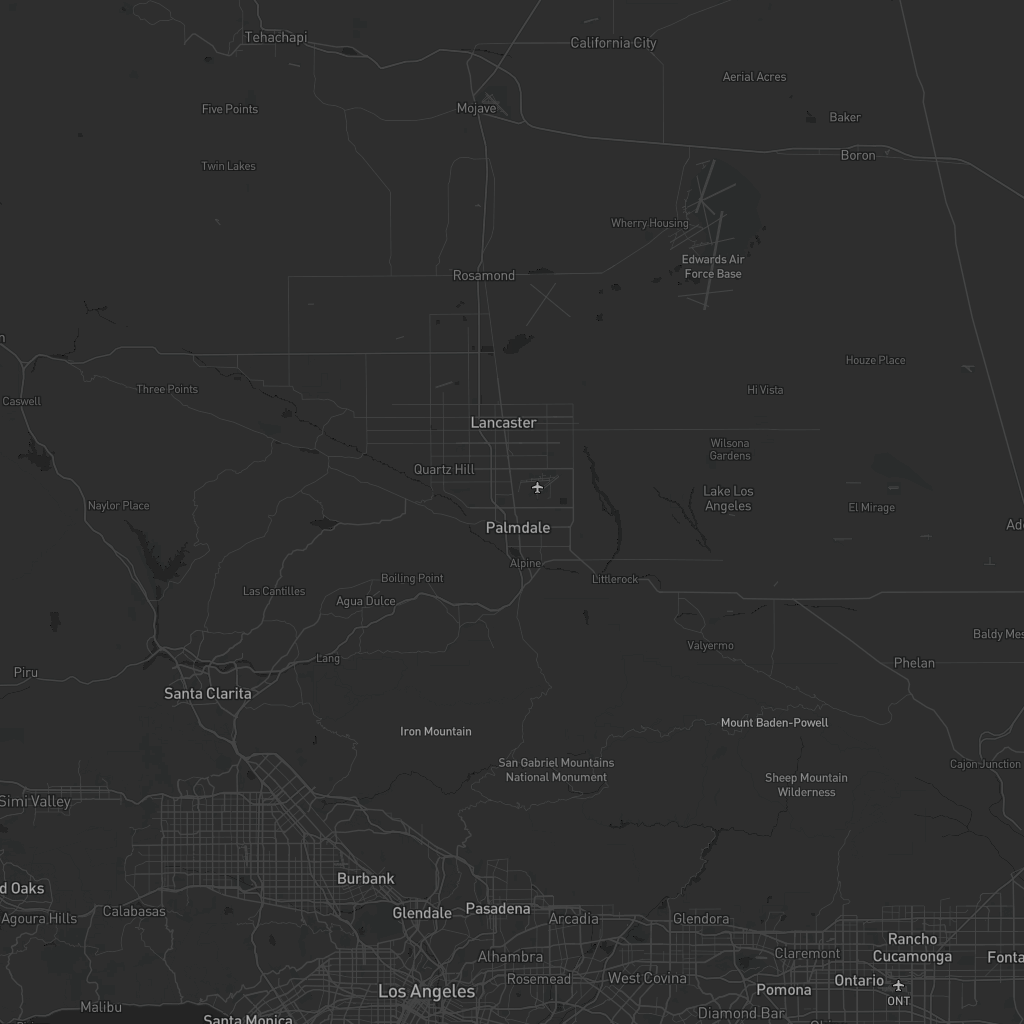 Tehachapi
California City
Aerial Acres
Five Points
Mojave
Baker
Boron
Twin Lakes
Wherry Housing
Edwards Air
Force Base
Rosamond
n
Houze Place
Three Points
Hi Vista
Caswell
Lancaster
Wilsona
Gardens
Quartz Hill
Lake Los
Angeles
Naylor Place
El Mirage
Palmdale
Ade
Alpine
Boiling Point
Littlerock
Las Cantilles
Agua Dulce
Baldy Mes
Valyermo
Lang
Phelan
Piru
Santa Clarita
Mount Baden-Powell
Iron Mountain
San Gabriel Mountains
National Monument
Cajon Junction
Sheep Mountain
Wilderness
Simi Valley
Burbank
d Oaks
Calabasas
Agoura Hills
Glendale
Pasadena
Arcadia
Glendora
Rancho
Cucamonga
Claremont
Alhambra
Fonta
Rosemead
West Covina
Ontario
Pomona
Los Angeles
ONT
Malibu
Diamond Bar
Santa Monica